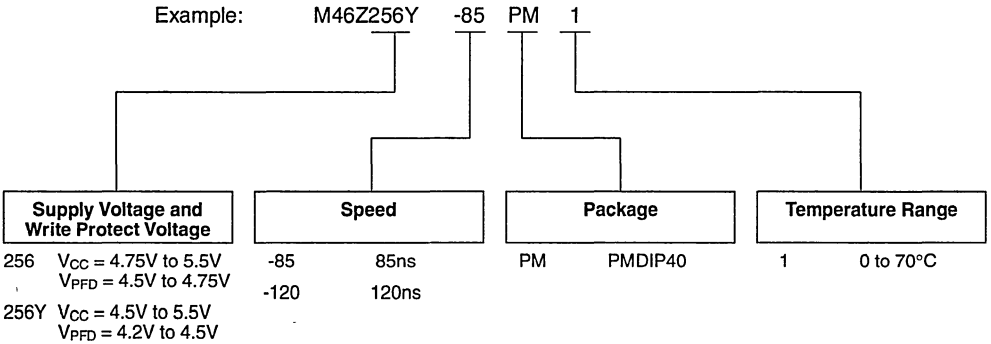 Example: M46Z256Y -85 PM 1
Supply Voltage and
Write Protect Voltage
256 VCC = 4.75V to 5.5V
VPFD = 4.5V to 4.75V
256Y VCC = 4.5V to 5.5V
VPFD = 4.2V to 4.5V
Speed
-85 85ns
-120 120ns
Package
PM PMDIP40
Temperature Range
1 0 to 70°C